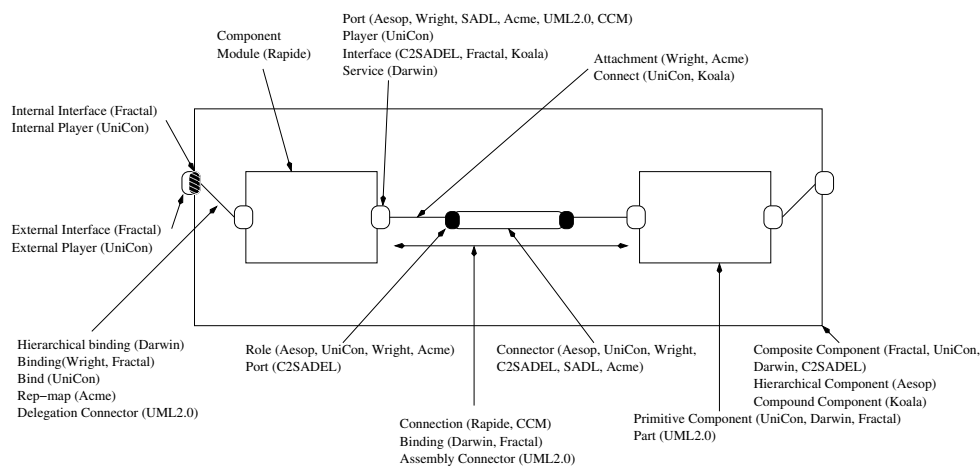 Component
Module (Rapide)
Port (Aesop, Wright, SADL, Acme, UML2.0, CCM)
Player (UniCon)
Interface (C2SADEL, Fractal, Koala)
Service (Darwin)
Attachment (Wright, Acme)
Connect (UniCon, Koala)
Internal Interface (Fractal)
Internal Player (UniCon)
External Interface (Fractal)
External Player (UniCon)
Hierarchical binding (Darwin)
Binding(Wright, Fractal)
Bind (UniCon)
Rep−map (Acme)
Delegation Connector (UML2.0)
Role (Aesop, UniCon, Wright, Acme)
Port (C2SADEL)
Connector (Aesop, UniCon, Wright,
C2SADEL, SADL, Acme)
Composite Component (Fractal, UniCon,
Darwin, C2SADEL)
Hierarchical Component (Aesop)
Compound Component (Koala)
Primitive Component (UniCon, Darwin, Fractal)
Part (UML2.0)
Connection (Rapide, CCM)
Binding (Darwin, Fractal)
Assembly Connector (UML2.0)